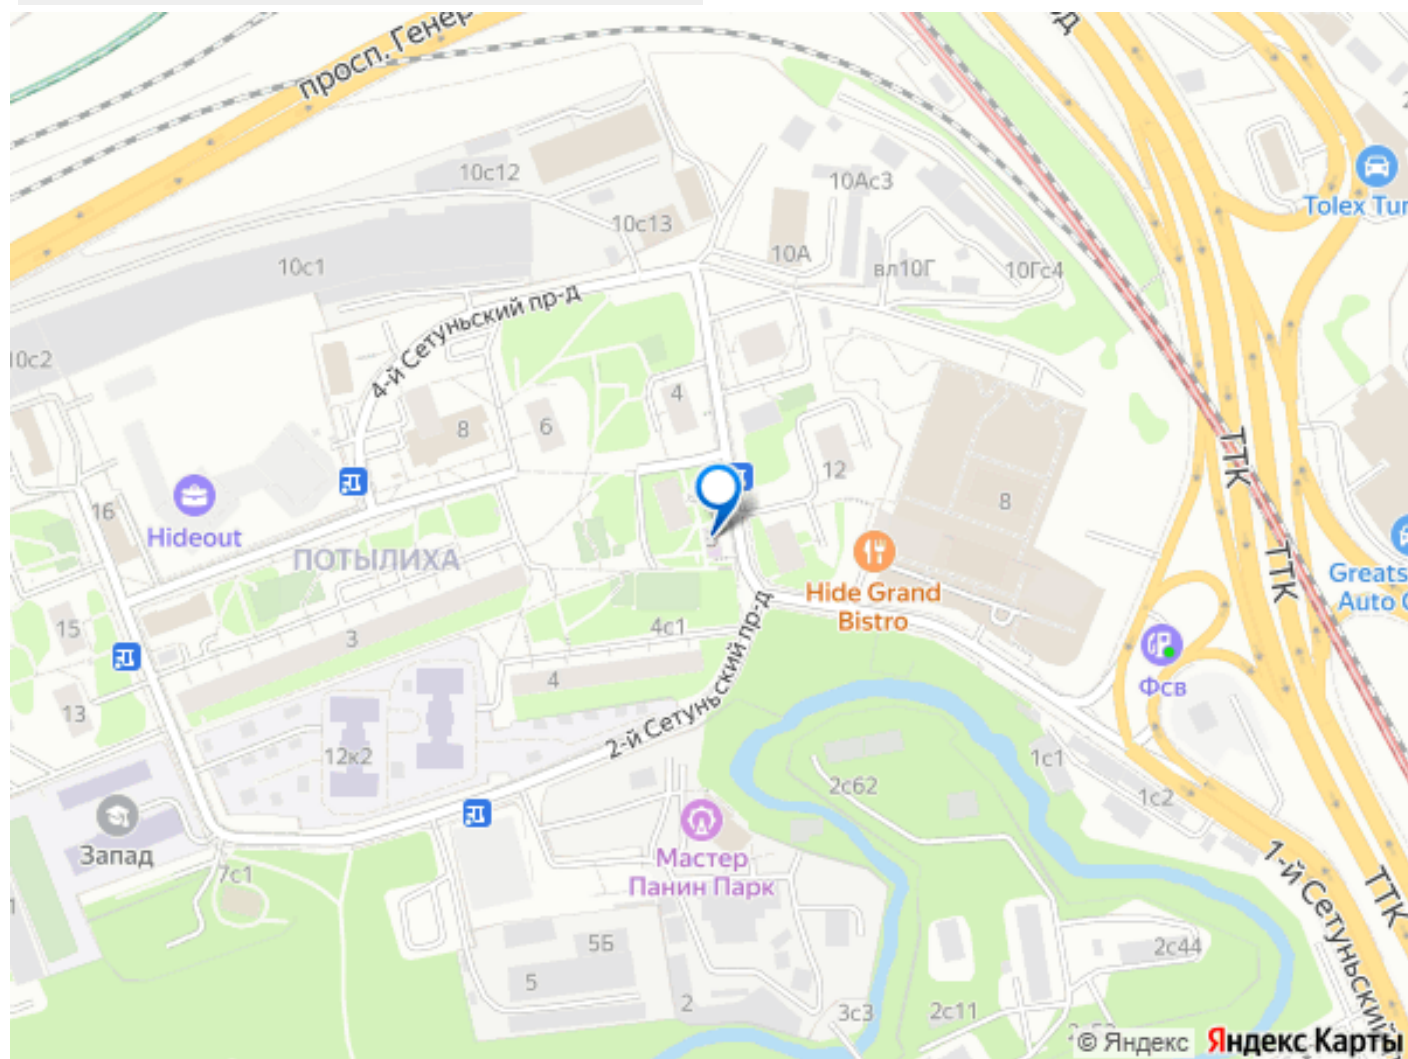 просп. Генер
Tolex Tur
10с12
10Ас3
10с13
10А
вл10Г
10Гс4
10с1
4-й Сетуньский пр-д
10с2
4
6
8
12
16
8
ТТК
ТТК
Hideout
ПОТЫЛИХА
Hide Grand
Bistro
Greats
Auto
15
3
4с1
Фсв
13
4
2-й Сетуньский пр-д
12к2
1с1
2с62
1с2
Запад
7с1
Мастер
Панин Парк
1-й Сетуньский
ТТК
5Б
5
2
3с3
2с11
2с44
© Яндекс
Яндекс Карты